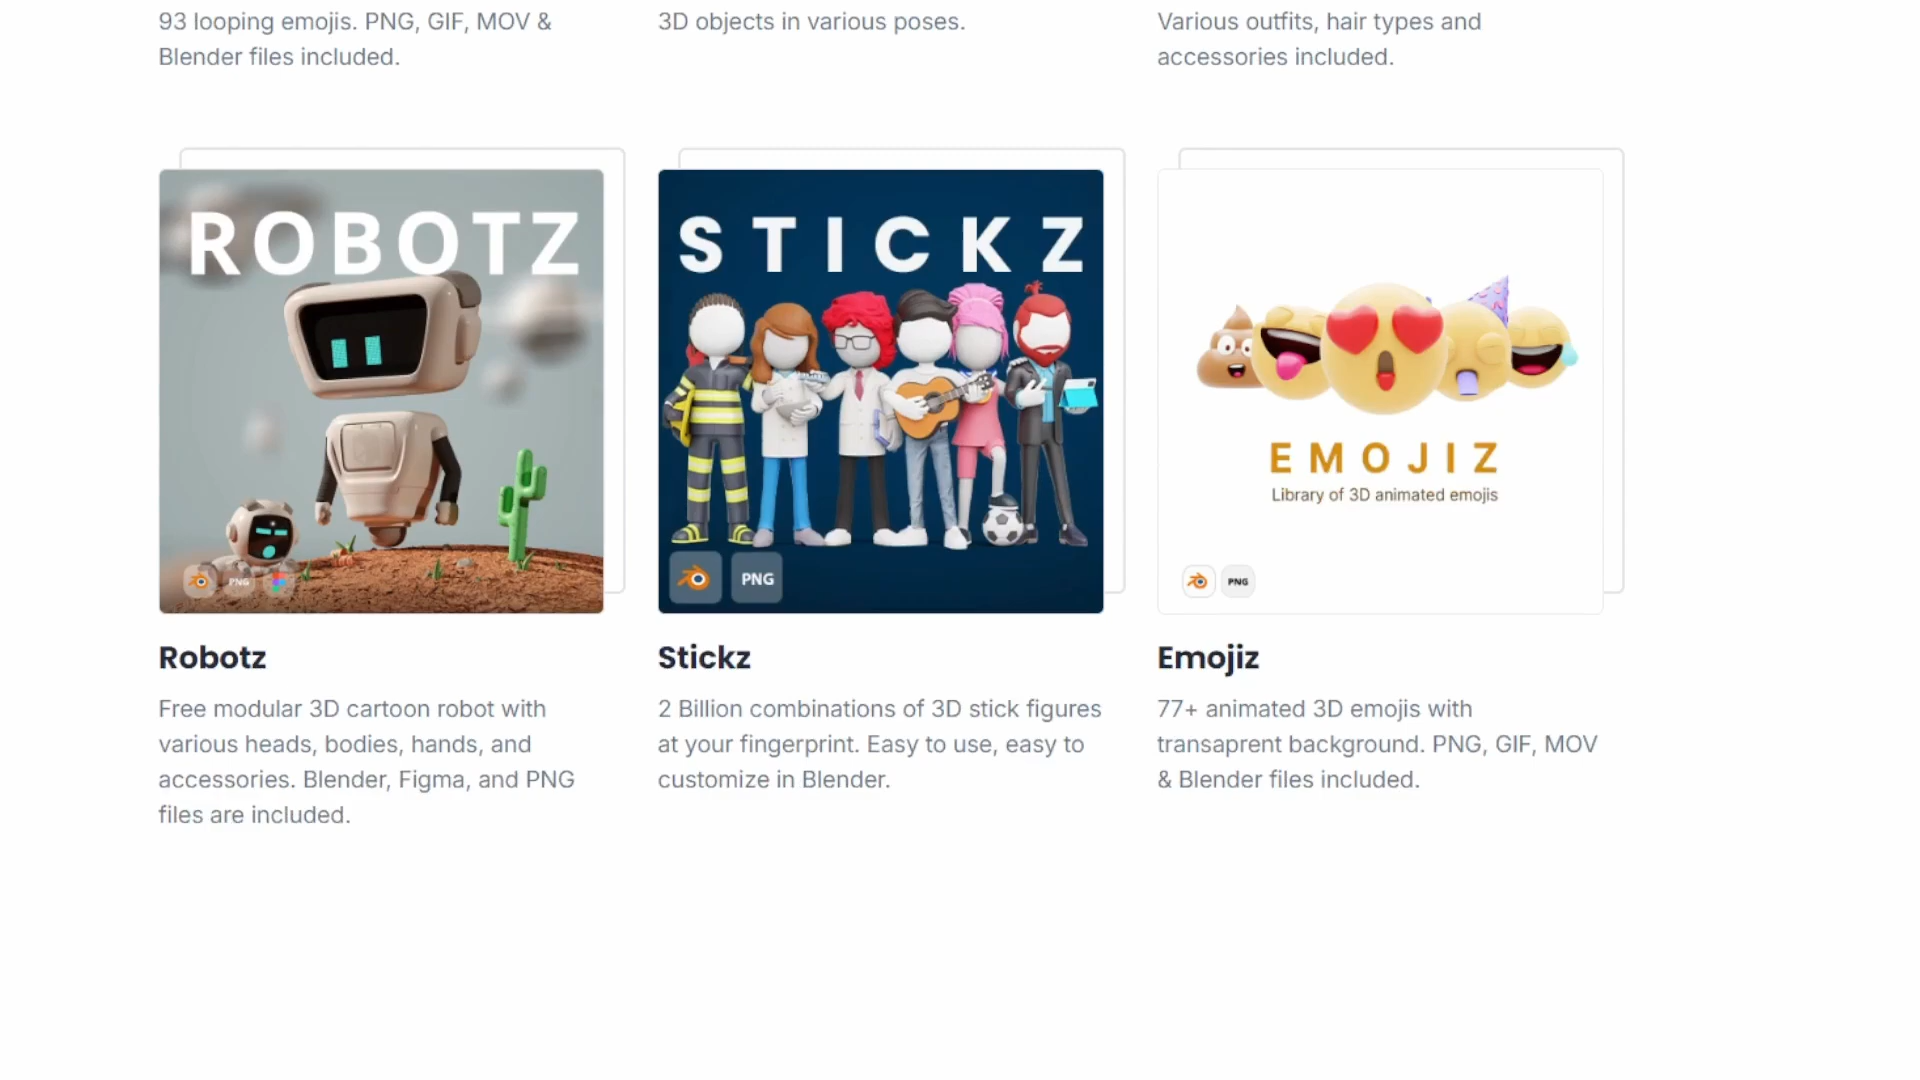 93 looping emojis. PNG, GIF, MOV &
Blender files included.
3D objects in various poses.
Various outfits, hair types and
accessories included.
ROBOTZ
PNG
Robotz
Free modular 3D cartoon robot with
various heads, bodies, hands, and
accessories. Blender, Figma, and PNG
files are included.
STICKZ
PNG
Stickz
2 Billion combinations of 3D stick figures
at your fingerprint. Easy to use, easy to
customize in Blender.
EMOJIZ
Library of 3D animated emojis
PNG
Emojiz
77+ animated 3D emojis with
transaprent background. PNG, GIF, MOV
& Blender files included.